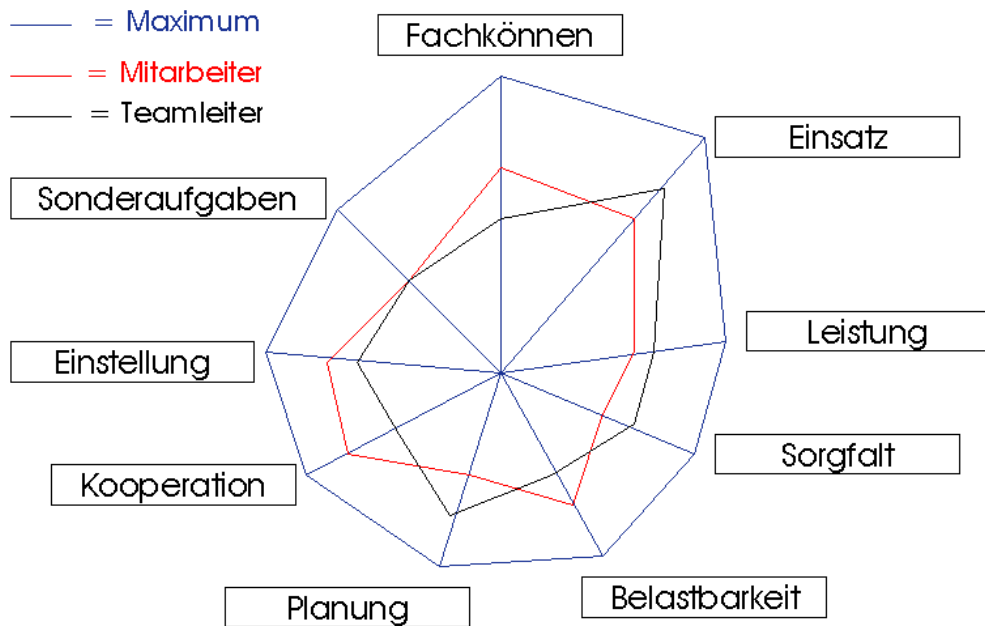 = Maximum
= Mitarbeiter
= Teamleiter
Fachkönnen
Einsatz
Sonderaufgaben
Leistung
Einstellung
Sorgfalt
Kooperation
Belastbarkeit
Planung